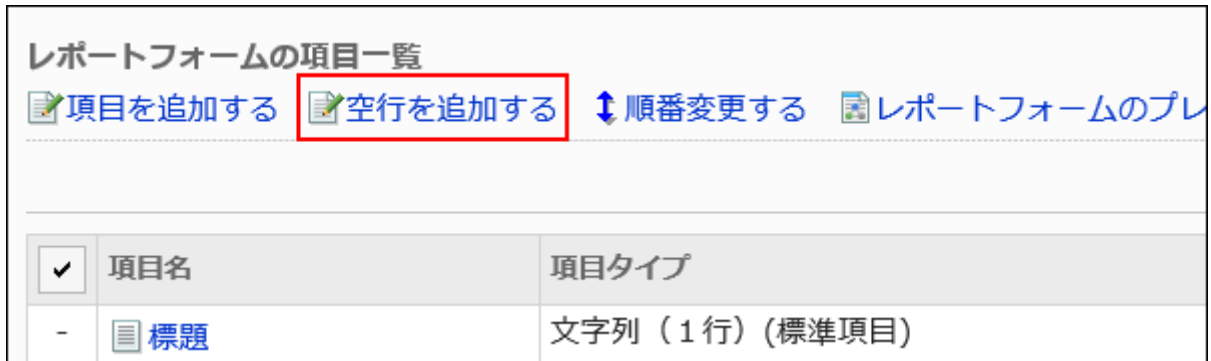 レポートフォームの項目一覧
項目を追加する 空行を追加する 順番変更する レポートフォームのプレ
項目名 項目タイプ
- 標題 文字列（１行）(標準項目)